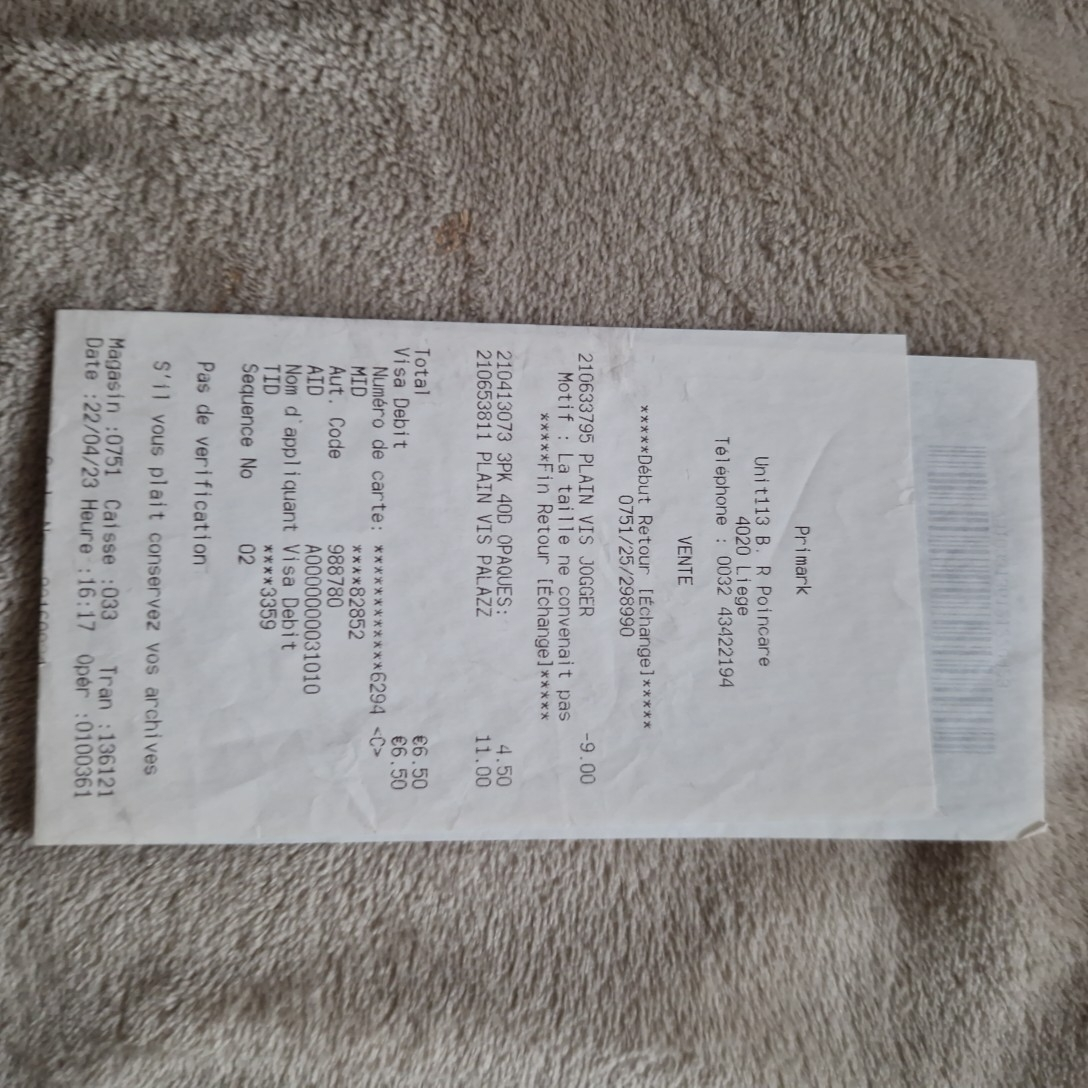 Primark
Unit113 B. R Poincare
4020 Liege
Téléphone : 0032 43422194
VENTE
*****Début Retour [Échange]*****
0751/25/298990
210633795 PLAIN VIS JOGGER -9.00
Motif : La taille ne convenait pas
****Fin Retour [Échange]*****
210413073 3PK 40D OPAQUES: 4.50
210653811 PLAIN VIS PALAZZ 11.00
Total €6.50
Visa Debit €6.50
Numéro de carte: ************6294 <C>
MID ****82852
Aut. Code 988780
AID: A0000000031010
Nom d'appliquant Visa Debit
TID ****3359
Sequence No 02
Pas de verification
S'il vous plait conservez vos archives
Magasin :0751 Caisse :033 Tran :136121
Date :22/04/23 Heure :16:17 Opér :0100361